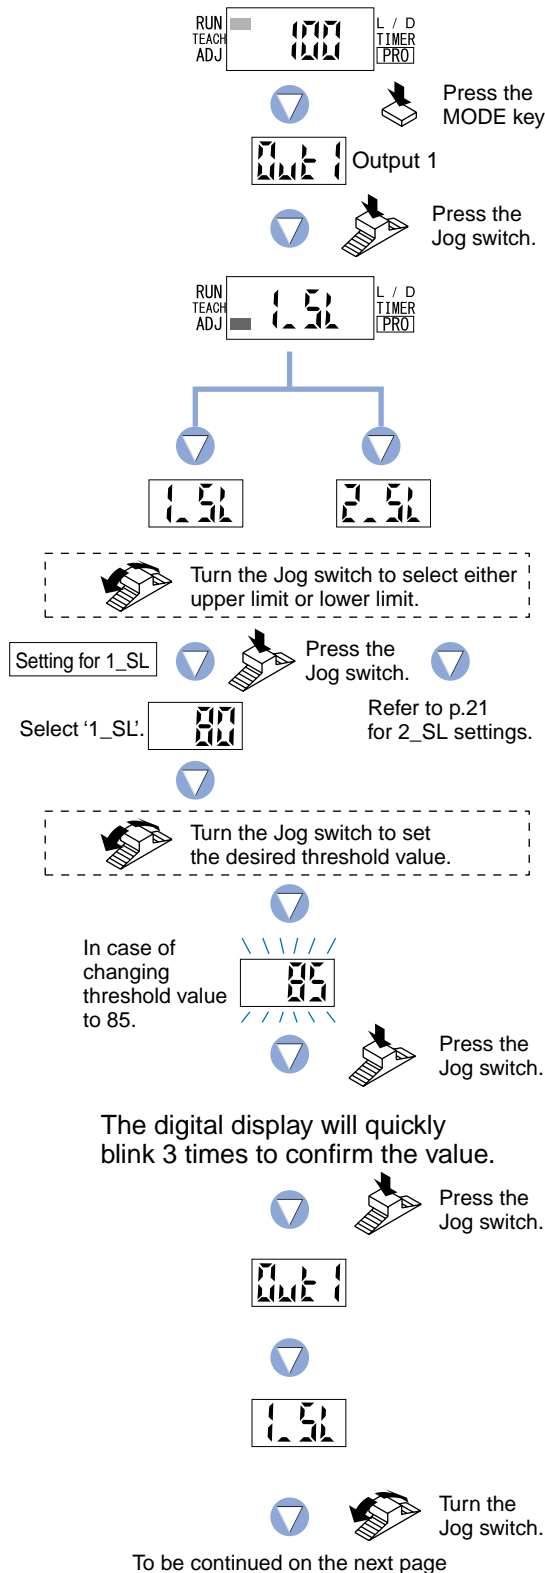 RUN
TEACH
ADJ
100
L / D
TIMER
PRO
Press the
MODE key
Out1
Output 1
Press the
Jog switch.
RUN
TEACH
ADJ
1_SL
L / D
TIMER
PRO
1_SL
2_SL
Turn the Jog switch to select either
upper limit or lower limit.
Setting for 1_SL
Press the
Jog switch.
Refer to p.21
for 2_SL settings.
Select ‘1_SL’.
80
Turn the Jog switch to set
the desired threshold value.
In case of
changing
threshold value
to 85.
85
Press the
Jog switch.
The digital display will quickly
blink 3 times to confirm the value.
Press the
Jog switch.
Out1
1_SL
Turn the
Jog switch.
To be continued on the next page